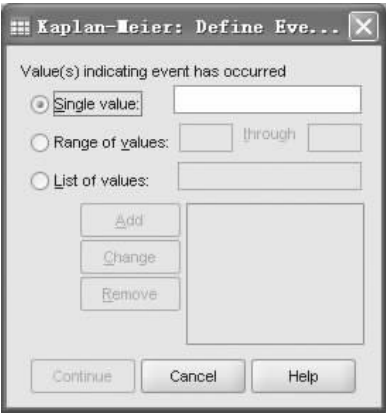 Kaplan-Meier: Define Eve...
Value(s) indicating event has occurred
Single value:
Range of values: through
List of values:
Add
Change
Remove
Continue Cancel Help